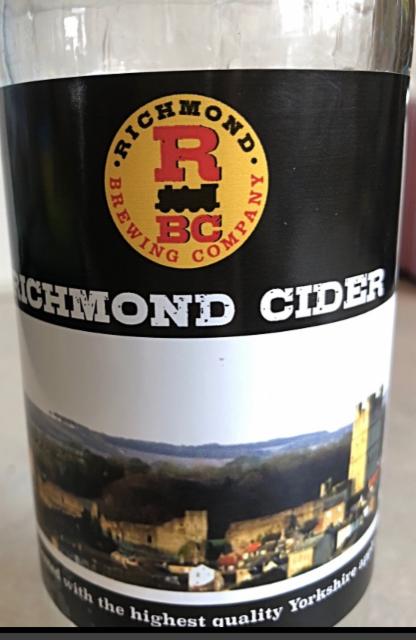 RICHMOND
R
BC
BREWING COMPANY
RICHMOND CIDER
with the highest quality Yorkshire